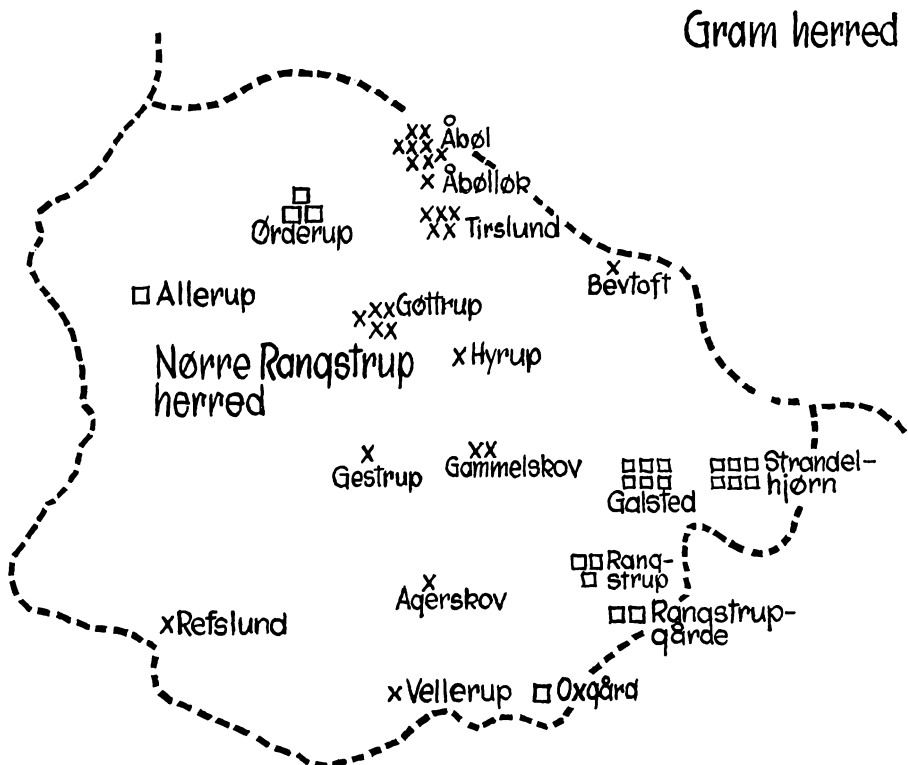 Gram herred
Åbøl
Åbølløk
Tirslund
Ørderup
Bevtoft
Allerup
Gøttrup
Nørre Rangstrup
herred
Hyrup
Gestrup
Gammelskov
Strandel-
hjørn
Galsted
Rang-
strup
Agerskov
Rangstrup-
gårde
Refslund
Vellerup
Oxgård